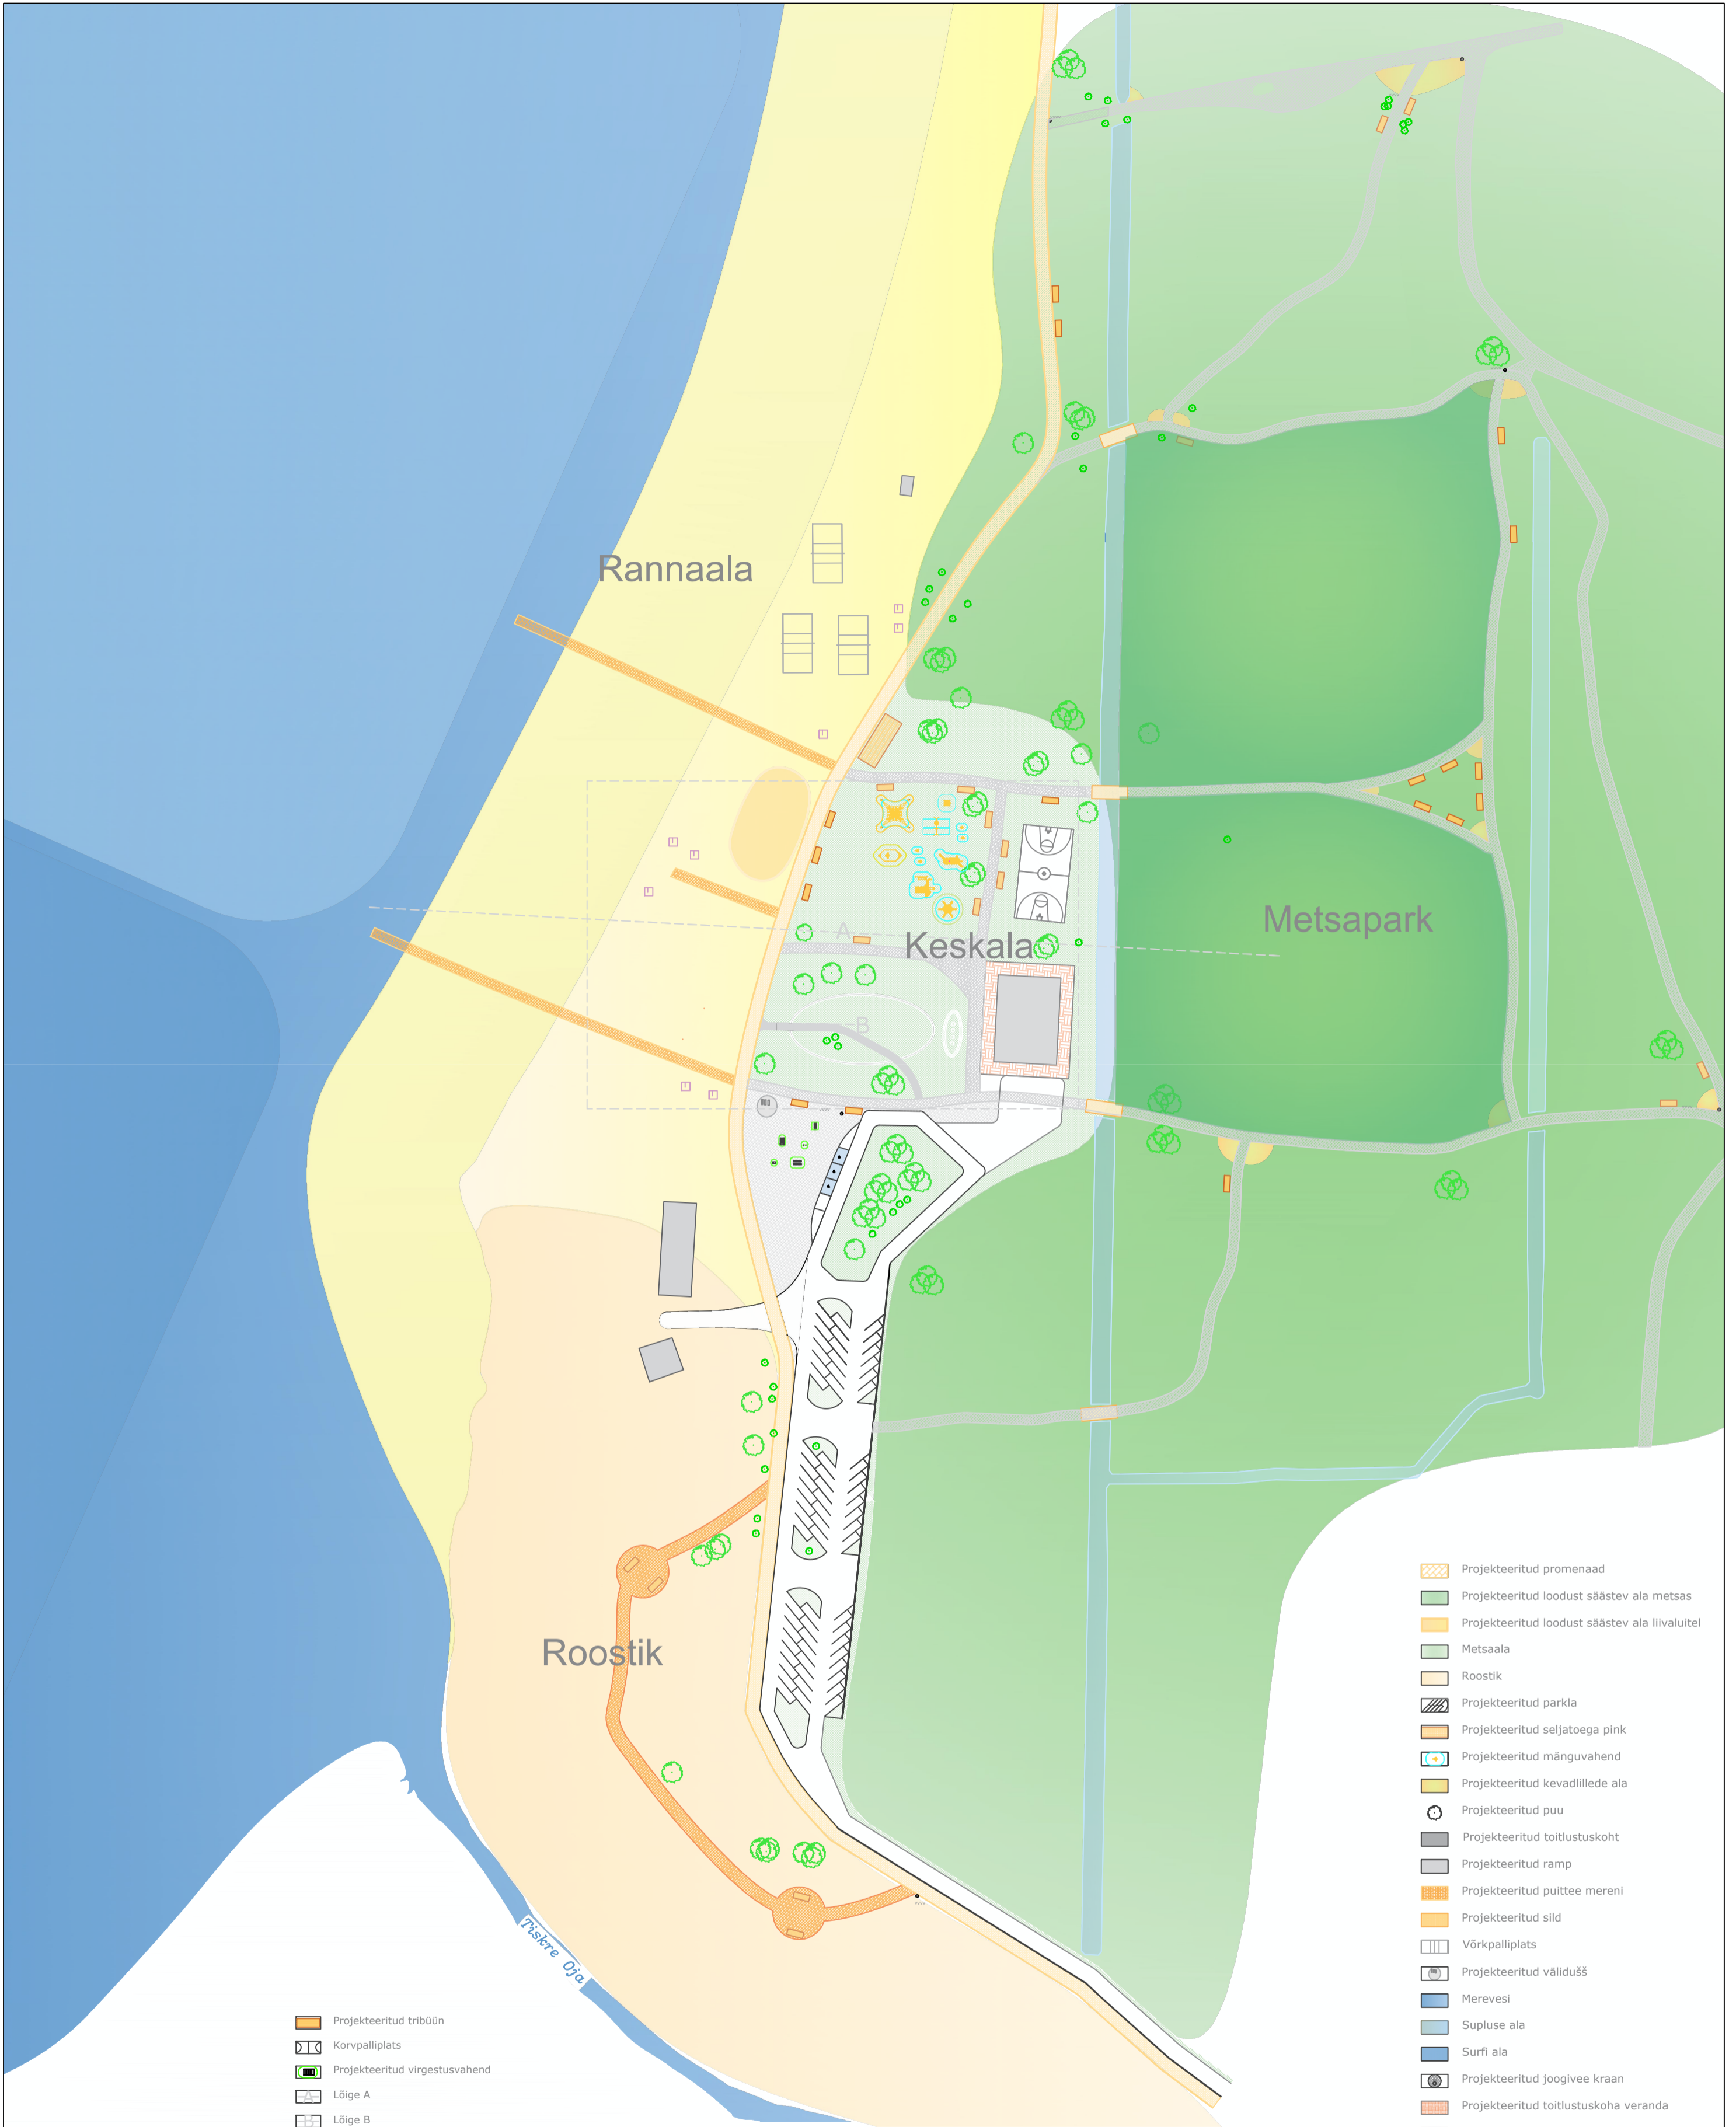 Rannaala
Metsapark
A
Keskala
B
Roostik
Tiskre Oja
Projekteeritud promenaad
Projekteeritud loodust säästev ala metsas
Projekteeritud loodust säästev ala liivaluitel
Metsaala
Roostik
Projekteeritud parkla
Projekteeritud seljatoega pink
Projekteeritud mänguvahend
Projekteeritud kevadlillede ala
Projekteeritud puu
Projekteeritud toitlustuskoht
Projekteeritud ramp
Projekteeritud puittee mereni
Projekteeritud sild
Võrkpalliplats
Projekteeritud välidušš
Merevesi
Supluse ala
Surfi ala
Projekteeritud joogivee kraan
Projekteeritud toitlustuskoha veranda
Projekteeritud tribüün
Korvpalliplats
Projekteeritud virgestusvahend
A Lõige A
B Lõige B